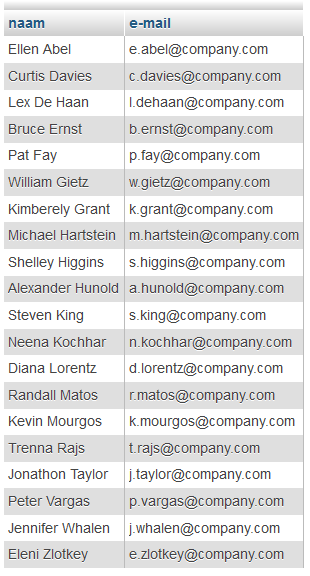 naam e-mail
Ellen Abel e.abel@company.com
Curtis Davies c.davies@company.com
Lex De Haan l.dehaan@company.com
Bruce Ernst b.ernst@company.com
Pat Fay p.fay@company.com
William Gietz w.gietz@company.com
Kimberely Grant k.grant@company.com
Michael Hartstein m.hartstein@company.com
Shelley Higgins s.higgins@company.com
Alexander Hunold a.hunold@company.com
Steven King s.king@company.com
Neena Kochhar n.kochhar@company.com
Diana Lorentz d.lorentz@company.com
Randall Matos r.matos@company.com
Kevin Mourgos k.mourgos@company.com
Trenna Rajs t.rajs@company.com
Jonathon Taylor j.taylor@company.com
Peter Vargas p.vargas@company.com
Jennifer Whalen j.whalen@company.com
Eleni Zlotkey e.zlotkey@company.com